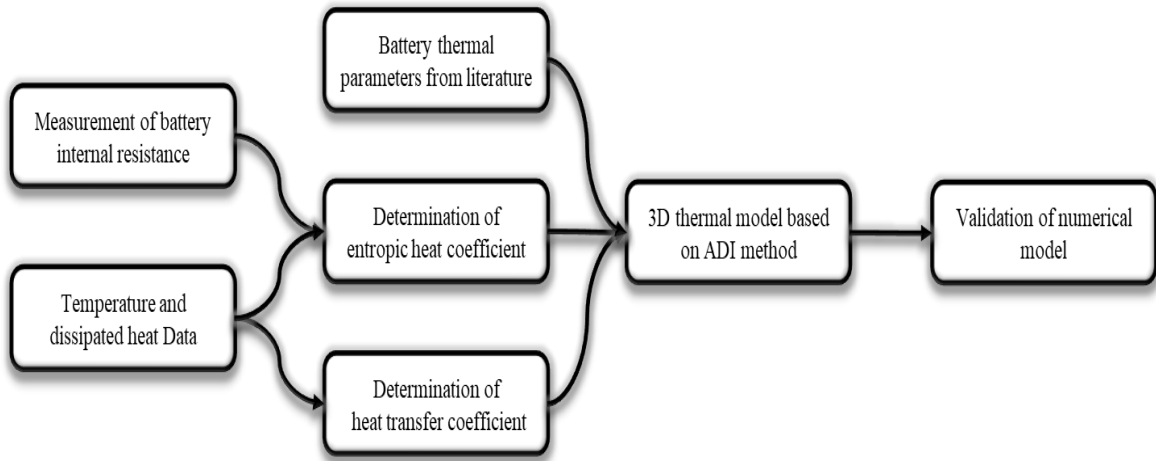 Measurement of battery
internal resistance
Temperature and
dissipated heat Data
Battery thermal
parameters from literature
Determination of
entropic heat coefficient
Determination of
heat transfer coefficient
3D thermal model based
on ADI method
Validation of numerical
model